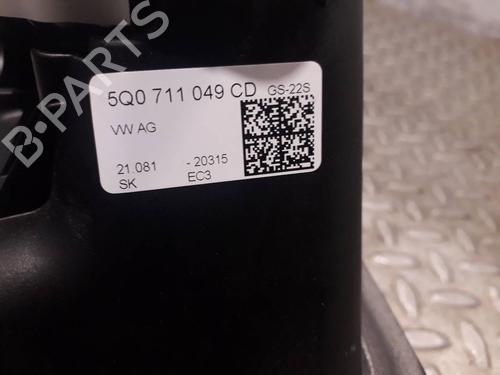 5Q0 711 049 CD GS-22S
VW AG
21.081 - 20315
SK EC3
B-PARTS